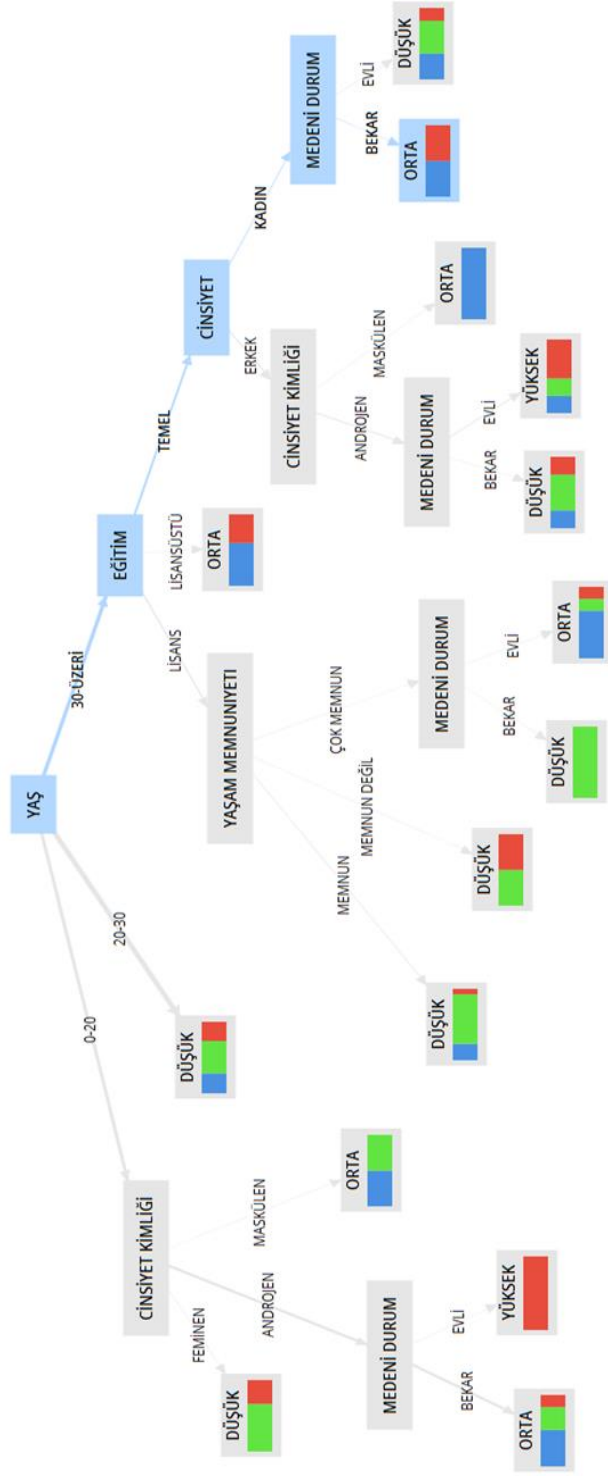 YAŞ
0-20
20-30
30-ÜZERİ
CİNSİYET KİMLİĞİ
DÜŞÜK
EĞİTİM
FEMİNEN
ANDROJEN
MASKÜLEN
LİSANS
LİSANSÜSTÜ
TEMEL
DÜŞÜK
MEDENİ DURUM
ORTA
YAŞAM MEMNUNIYETI
ORTA
CİNSİYET
BEKAR
EVLİ
MEMNUN
MEMNUN DEĞİL
ÇOK MEMNUN
ERKEK
KADIN
ORTA
YÜKSEK
DÜŞÜK
DÜŞÜK
MEDENİ DURUM
CİNSİYET KİMLİĞİ
MEDENİ DURUM
BEKAR
EVLİ
ANDROJEN
MASKÜLEN
BEKAR
EVLİ
DÜŞÜK
ORTA
MEDENİ DURUM
ORTA
ORTA
DÜŞÜK
BEKAR
EVLİ
DÜŞÜK
YÜKSEK